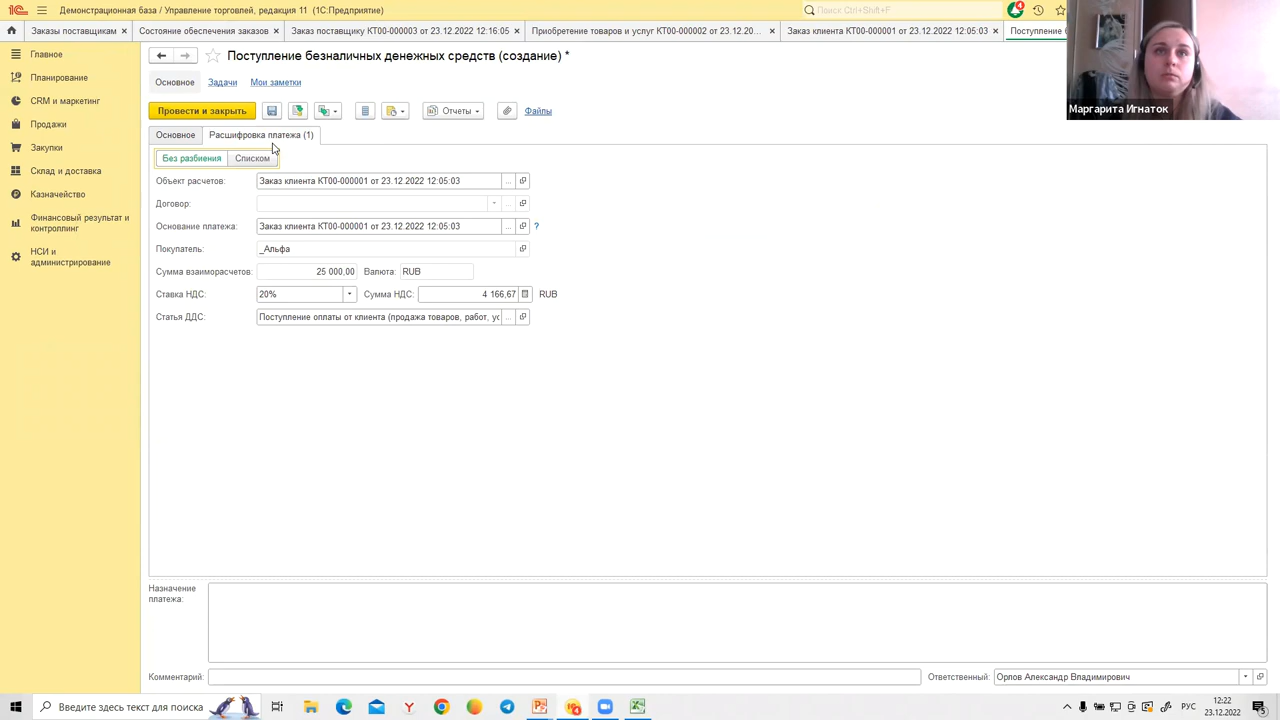 Демонстрационная база / Управление торговлей, редакция 11 (1С:Предприятие)
Поиск Ctrl+Shift+F
4
Заказы поставщикам ×
Состояние обеспечения заказов ×
Заказ поставщику КТ00-000003 от 23.12.2022 12:16:05 ×
Приобретение товаров и услуг КТ00-000002 от 23.12.20... ×
Заказ клиента КТ00-000001 от 23.12.2022 12:05:03 ×
Маргарита Игнаток
Главное
Планирование
CRM и маркетинг
Продажи
Закупки
Склад и доставка
Казначейство
Финансовый результат и
контроллинг
НСИ и
администрирование
Поступление безналичных денежных средств (создание) *
Основное Задачи Мои заметки
Провести и закрыть Отчеты Файлы
Основное Расшифровка платежа (1)
Без разбиения Списком
Объект расчетов: Заказ клиента КТ00-000001 от 23.12.2022 12:05:03
Договор:
Основание платежа: Заказ клиента КТ00-000001 от 23.12.2022 12:05:03 ?
Покупатель: _Альфа
Сумма взаиморасчетов: 25 000,00 Валюта: RUB
Ставка НДС: 20% Сумма НДС: 4 166,67 RUB
Статья ДДС: Поступление оплаты от клиента (продажа товаров, работ, ус
Назначение
платежа:
Комментарий:
Ответственный: Орлов Александр Владимирович
Введите здесь текст для поиска
РУС
12:22
23.12.2022